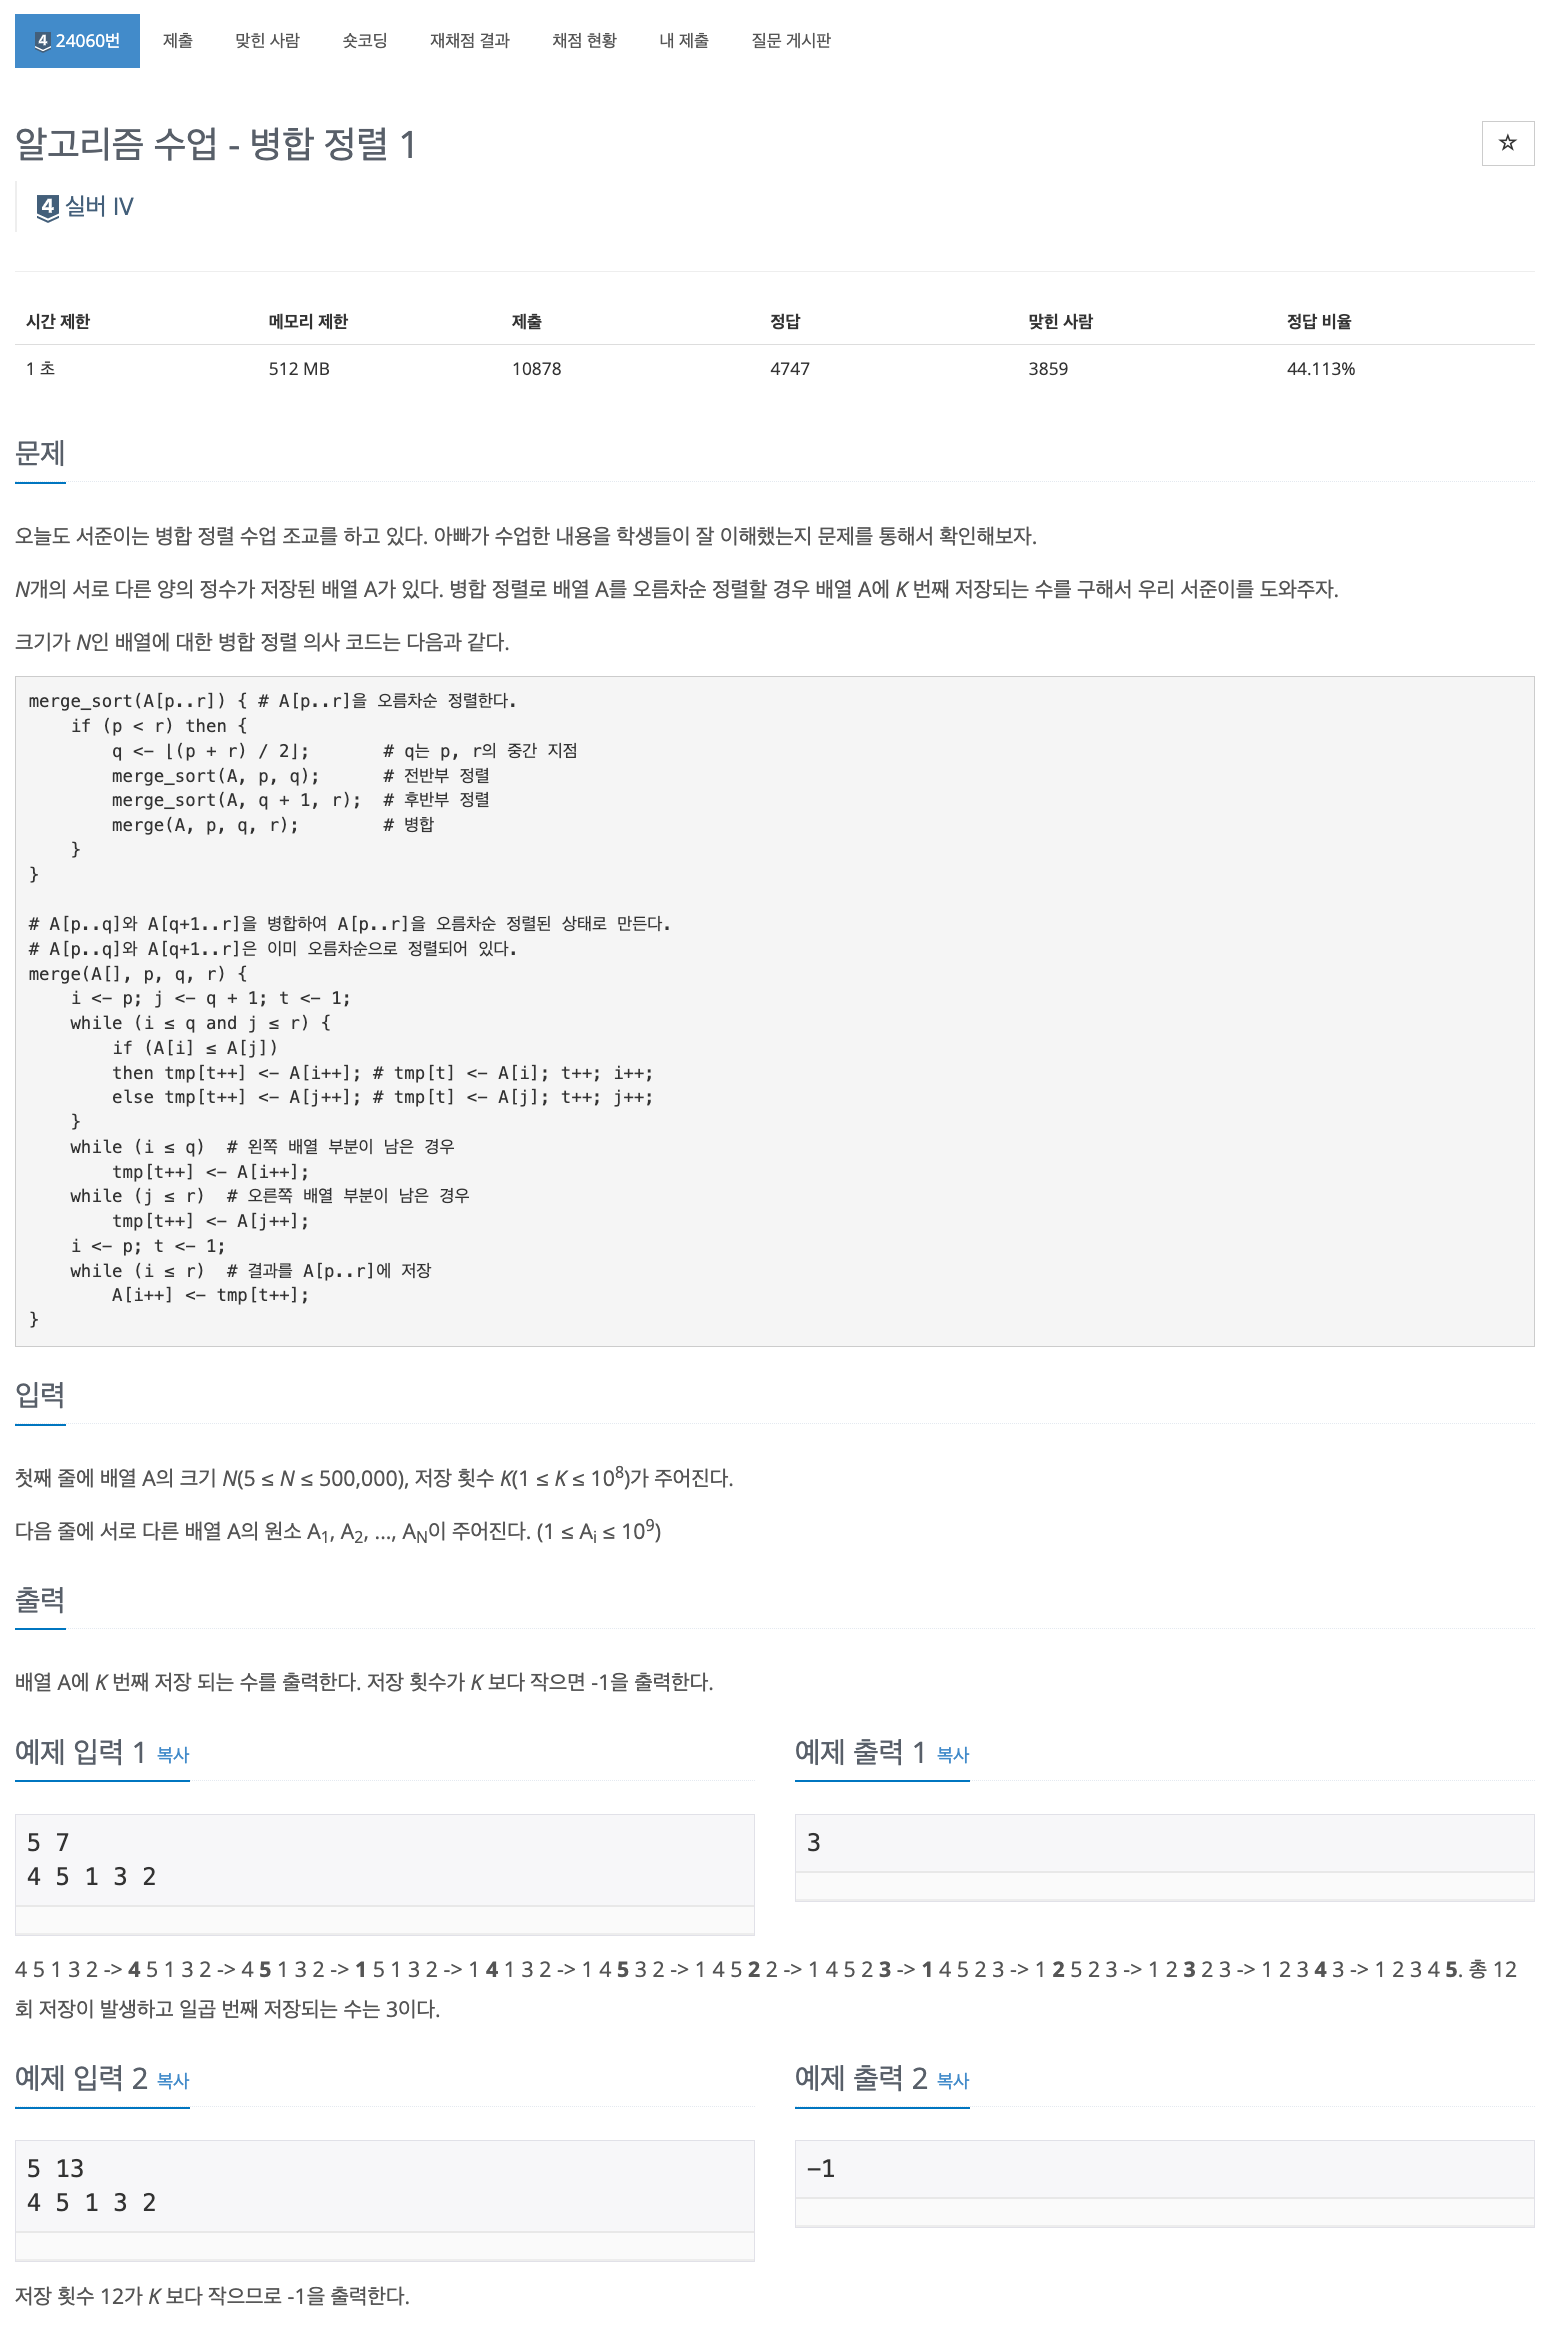 4 24060번 제출 맞힌 사람 숏코딩 재채점 결과 채점 현황 내 제출 질문 게시판
알고리즘 수업 - 병합 정렬 1 ☆
4 실버 IV
시간 제한 메모리 제한 제출 정답 맞힌 사람 정답 비율
1 초 512 MB 10878 4747 3859 44.113%
문제
오늘도 서준이는 병합 정렬 수업 조교를 하고 있다. 아빠가 수업한 내용을 학생들이 잘 이해했는지 문제를 통해서 확인해보자.
N개의 서로 다른 양의 정수가 저장된 배열 A가 있다. 병합 정렬로 배열 A를 오름차순 정렬할 경우 배열 A에 K 번째 저장되는 수를 구해서 우리 서준이를 도와주자.
크기가 N인 배열에 대한 병합 정렬 의사 코드는 다음과 같다.
merge_sort(A[p..r]) { # A[p..r]을 오름차순 정렬한다.
    if (p < r) then {
        q <- ⌊(p + r) / 2⌋;       # q는 p, r의 중간 지점
        merge_sort(A, p, q);      # 전반부 정렬
        merge_sort(A, q + 1, r);  # 후반부 정렬
        merge(A, p, q, r);        # 병합
    }
}
# A[p..q]와 A[q+1..r]을 병합하여 A[p..r]을 오름차순 정렬된 상태로 만든다.
# A[p..q]와 A[q+1..r]은 이미 오름차순으로 정렬되어 있다.
merge(A[], p, q, r) {
    i <- p; j <- q + 1; t <- 1;
    while (i ≤ q and j ≤ r) {
        if (A[i] ≤ A[j])
        then tmp[t++] <- A[i++]; # tmp[t] <- A[i]; t++; i++;
        else tmp[t++] <- A[j++]; # tmp[t] <- A[j]; t++; j++;
    }
    while (i ≤ q)  # 왼쪽 배열 부분이 남은 경우
        tmp[t++] <- A[i++];
    while (j ≤ r)  # 오른쪽 배열 부분이 남은 경우
        tmp[t++] <- A[j++];
    i <- p; t <- 1;
    while (i ≤ r)  # 결과를 A[p..r]에 저장
        A[i++] <- tmp[t++];
}
입력
첫째 줄에 배열 A의 크기 N(5 ≤ N ≤ 500,000), 저장 횟수 K(1 ≤ K ≤ 10⁸)가 주어진다.
다음 줄에 서로 다른 배열 A의 원소 A₁, A₂, ..., A_N이 주어진다. (1 ≤ Aᵢ ≤ 10⁹)
출력
배열 A에 K 번째 저장 되는 수를 출력한다. 저장 횟수가 K 보다 작으면 -1을 출력한다.
예제 입력 1 복사
5 7
4 5 1 3 2
예제 출력 1 복사
3
4 5 1 3 2 -> 4 5 1 3 2 -> 4 5 1 3 2 -> 1 5 1 3 2 -> 1 4 1 3 2 -> 1 4 5 3 2 -> 1 4 5 2 2 -> 1 4 5 2 3 -> 1 4 5 2 3 -> 1 2 5 2 3 -> 1 2 3 2 3 -> 1 2 3 4 3 -> 1 2 3 4 5. 총 12
회 저장이 발생하고 일곱 번째 저장되는 수는 3이다.
예제 입력 2 복사
5 13
4 5 1 3 2
예제 출력 2 복사
-1
저장 횟수 12가 K 보다 작으므로 -1을 출력한다.